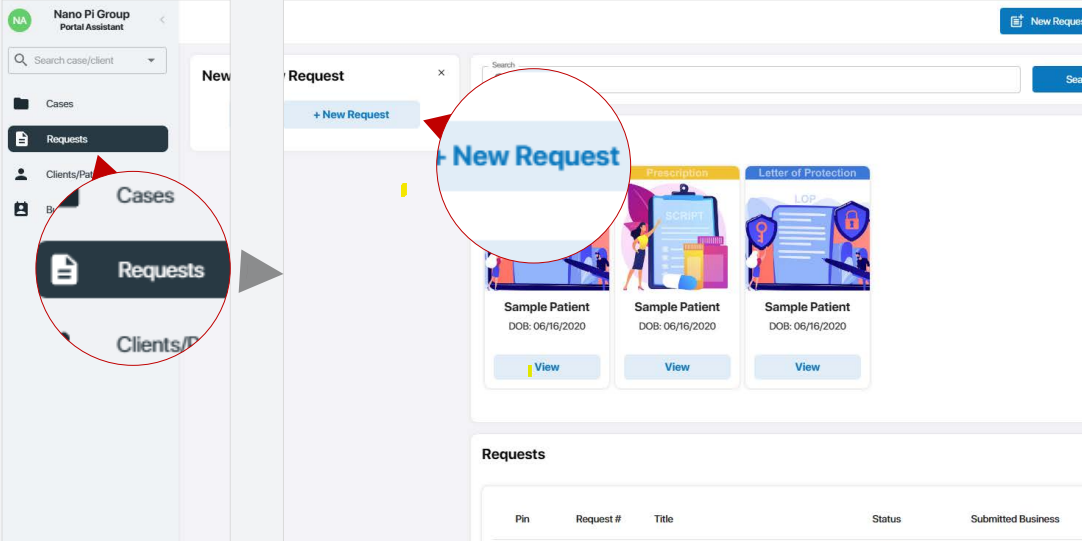 NA
Nano Pi Group
Portal Assistant
Search case/client
Cases
Requests
Clients/Pat
Cases
Requests
Clients/P
New
Request
×
+ New Request
+ New Request
New Reques
Search
Sea
Prescription
Letter of Protection
SCRIPT
LOP
Sample Patient
Sample Patient
Sample Patient
DOB: 06/16/2020
DOB: 06/16/2020
DOB: 06/16/2020
View
View
View
Requests
Pin Request # Title Status Submitted Business